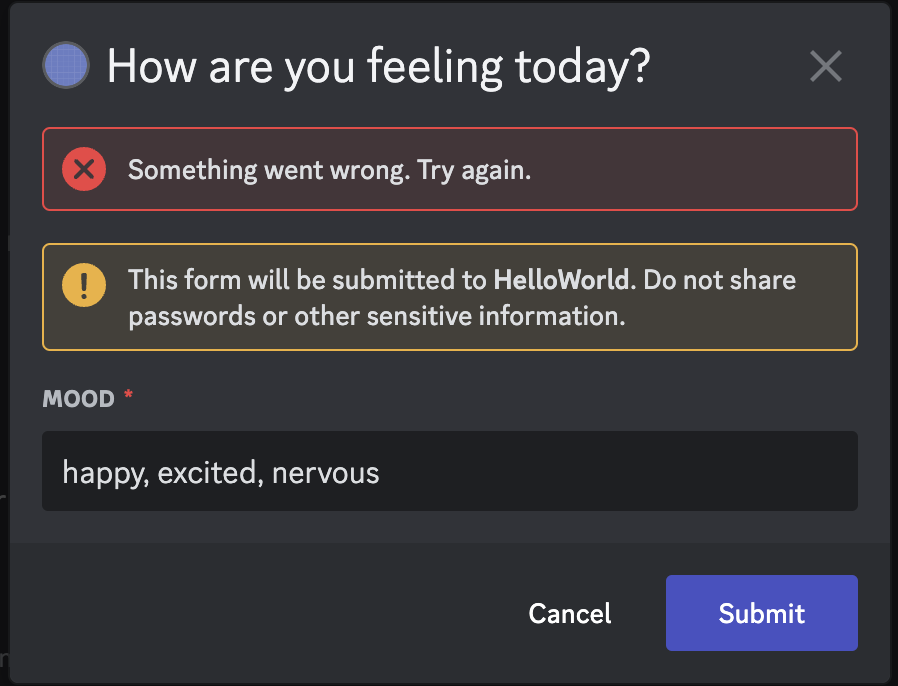 How are you feeling today?
Something went wrong. Try again.
This form will be submitted to HelloWorld. Do not share
passwords or other sensitive information.
MOOD *
happy, excited, nervous
Cancel
Submit